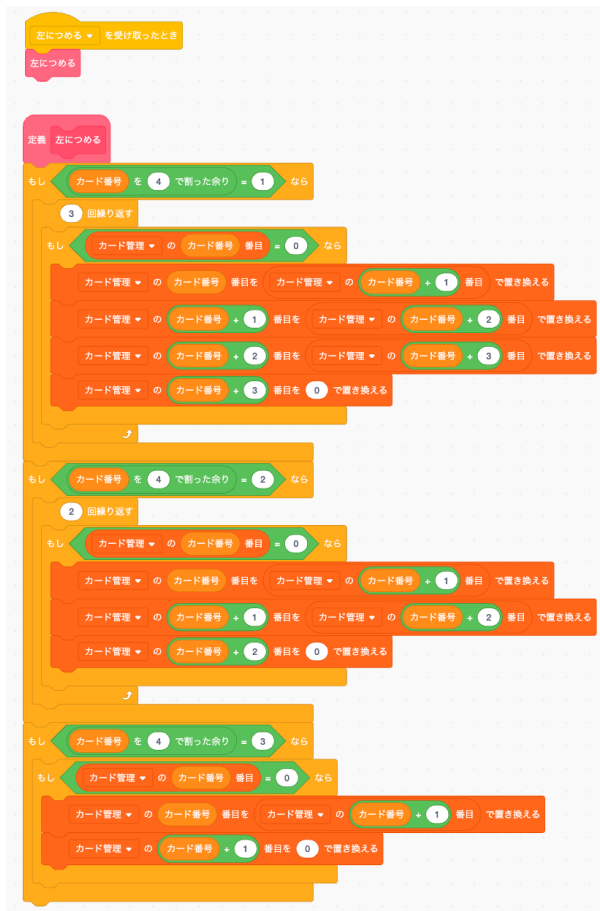 左につめる を受け取ったとき
左につめる
定義 左につめる
もし カード番号 を 4 で割った余り = 1 なら
3 回繰り返す
もし カード管理 の カード番号 番目 = 0 なら
カード管理 の カード番号 番目を カード管理 の カード番号 + 1 番目 で置き換える
カード管理 の カード番号 + 1 番目を カード管理 の カード番号 + 2 番目 で置き換える
カード管理 の カード番号 + 2 番目を カード管理 の カード番号 + 3 番目 で置き換える
カード管理 の カード番号 + 3 番目を 0 で置き換える
もし カード番号 を 4 で割った余り = 2 なら
2 回繰り返す
もし カード管理 の カード番号 番目 = 0 なら
カード管理 の カード番号 番目を カード管理 の カード番号 + 1 番目 で置き換える
カード管理 の カード番号 + 1 番目を カード管理 の カード番号 + 2 番目 で置き換える
カード管理 の カード番号 + 2 番目を 0 で置き換える
もし カード番号 を 4 で割った余り = 3 なら
もし カード管理 の カード番号 番目 = 0 なら
カード管理 の カード番号 番目を カード管理 の カード番号 + 1 番目 で置き換える
カード管理 の カード番号 + 1 番目を 0 で置き換える